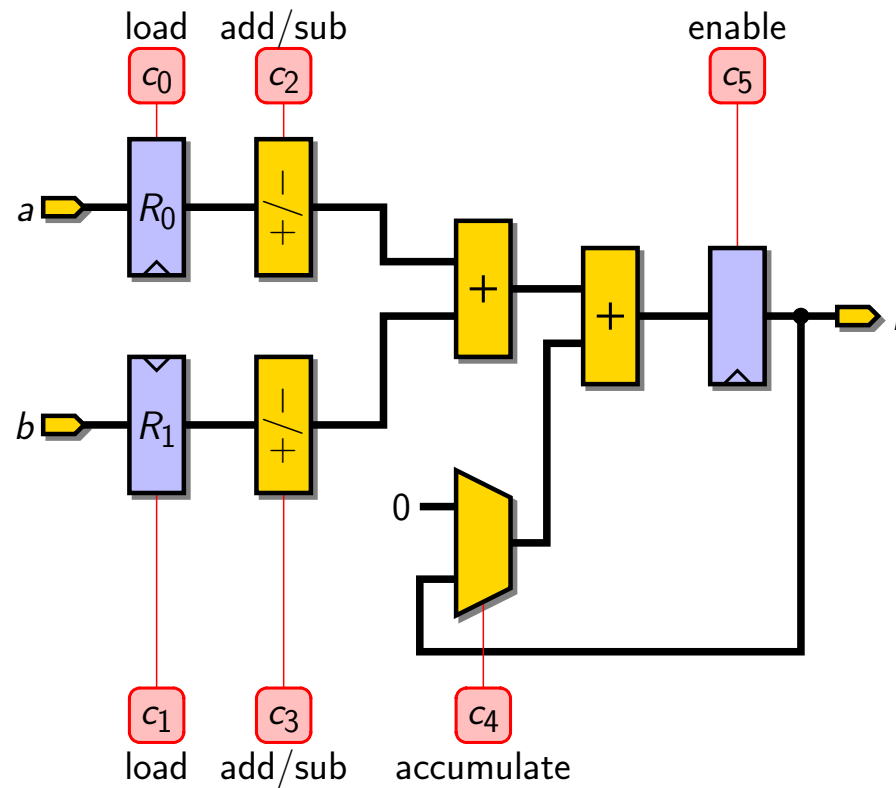 load add/sub enable
c0 c2 c5
a R0 −/+
+ +
b R1 −/+
0
c1 c3 c4
load add/sub accumulate